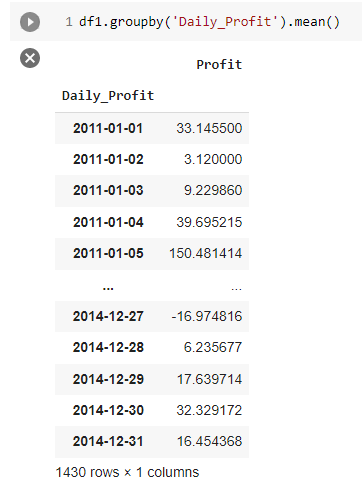 1 df1.groupby('Daily_Profit').mean()
Profit
Daily_Profit
2011-01-01 33.145500
2011-01-02 3.120000
2011-01-03 9.229860
2011-01-04 39.695215
2011-01-05 150.481414
... ...
2014-12-27 -16.974816
2014-12-28 6.235677
2014-12-29 17.639714
2014-12-30 32.329172
2014-12-31 16.454368
1430 rows × 1 columns